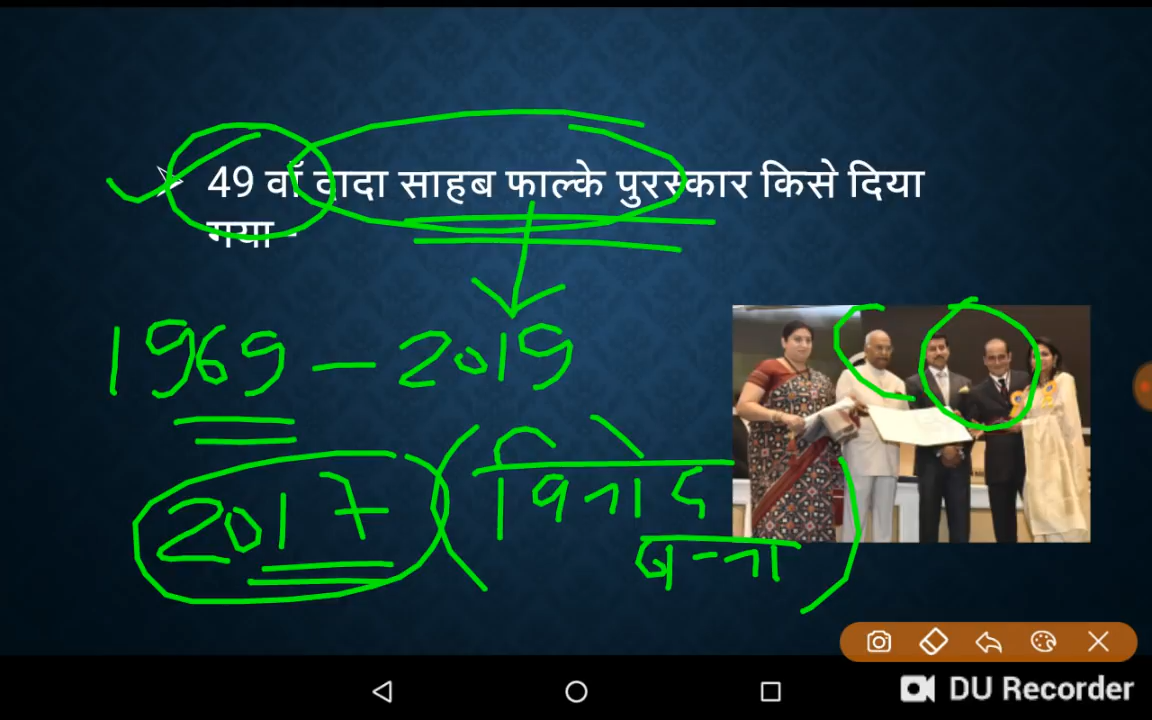 49 वॉ दादा साहब फाल्के पुरस्कार किसे दिया
गया -
1969 - 2019
2017 (विनोद
खन्ना)
DU Recorder